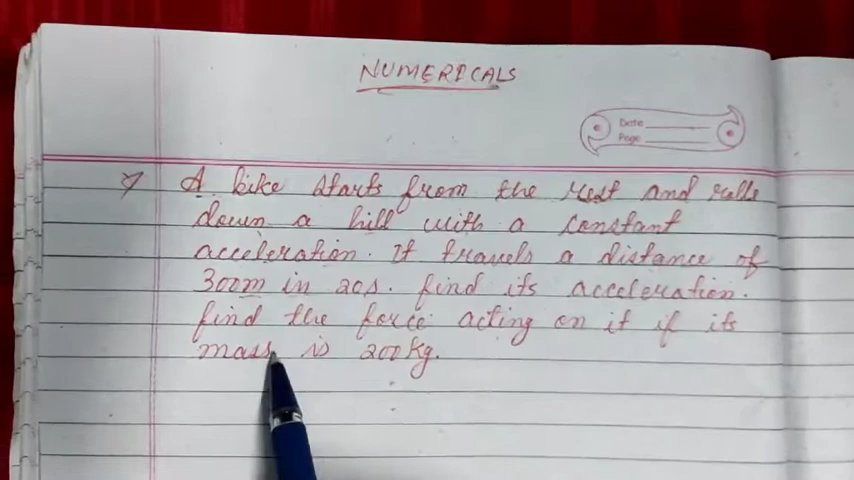 NUMERICALS
Date
Page
A bike starts from the rest and rolls
down a hill with a constant
acceleration. It travels a distance of
300m in 20s. find its acceleration.
find the force acting on it if its
mass is 200kg.